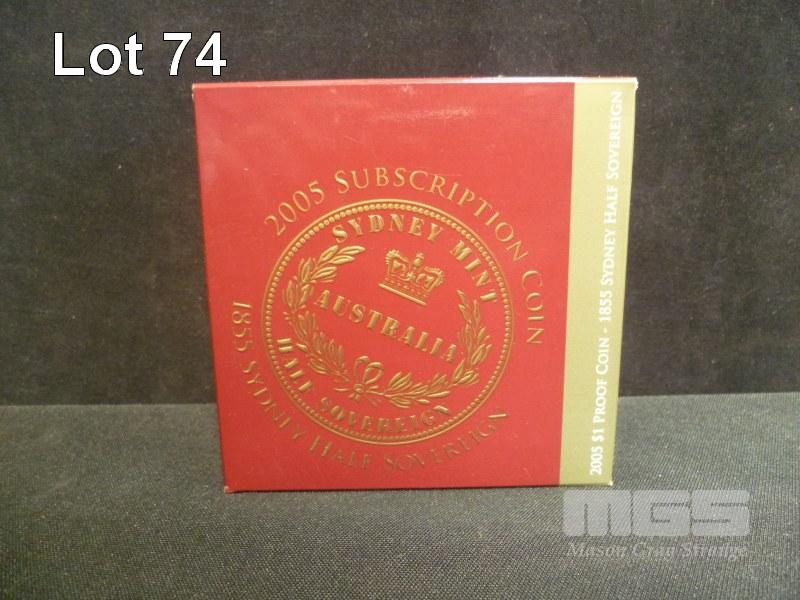 Lot 74
2005 SUBSCRIPTION COIN
SYDNEY MINT
AUSTRALIA
HALF SOVEREIGN
1855 SYDNEY HALF SOVEREIGN
2005 $1 PROOF COIN - 1855 SYDNEY HALF SOVEREIGN
MGS
Mason Gray Strange